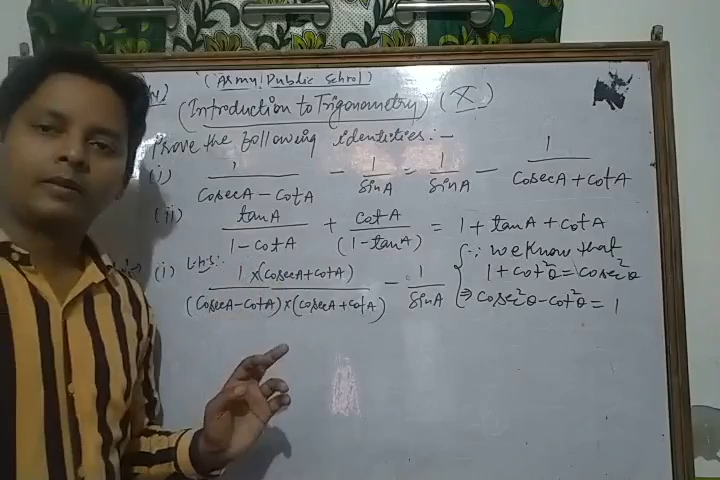 (Army Public School)
(Introduction to Trigonometry) (X)
Prove the following identities:-
(i) 1/(CosecA - CotA) - 1/SinA = 1/SinA - 1/(CosecA + CotA)
(ii) tanA/(1 - CotA) + CotA/(1 - tanA) = 1 + tanA + CotA
(i) L.h.s:- 1 × (CosecA + CotA)/((CosecA - CotA) × (CosecA + CotA)) - 1/SinA { ∵ we know that
1 + cot²θ = cosec²θ
⇒ cosec²θ - cot²θ = 1